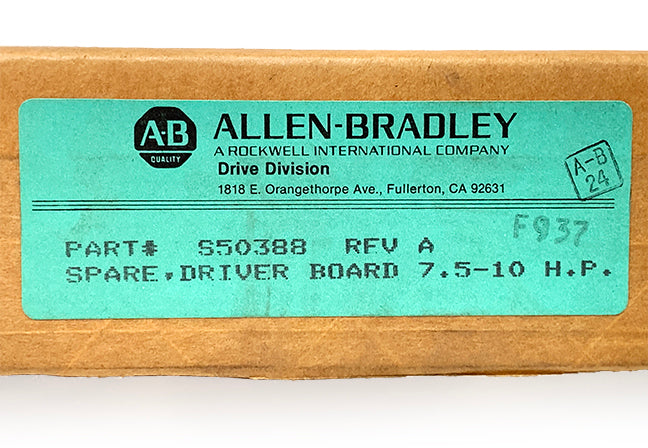 A-B
QUALITY
ALLEN-BRADLEY
A ROCKWELL INTERNATIONAL COMPANY
Drive Division
1818 E. Orangethorpe Ave., Fullerton, CA 92631
A-B
24
F937
PART# S50388 REV A
SPARE,DRIVER BOARD 7.5-10 H.P.